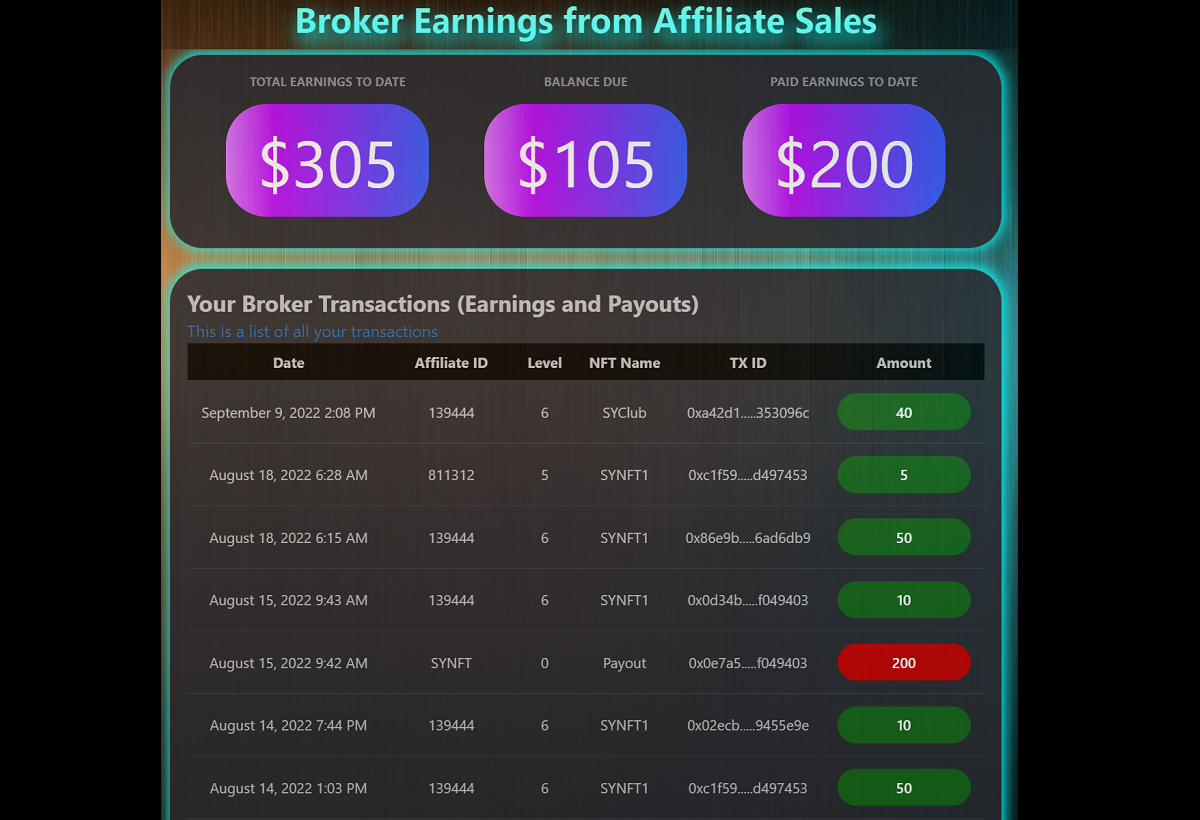 Broker Earnings from Affiliate Sales
TOTAL EARNINGS TO DATE BALANCE DUE PAID EARNINGS TO DATE
$305 $105 $200
Your Broker Transactions (Earnings and Payouts)
This is a list of all your transactions
Date Affiliate ID Level NFT Name TX ID Amount
September 9, 2022 2:08 PM 139444 6 SYClub 0xa42d1.....353096c 40
August 18, 2022 6:28 AM 811312 5 SYNFT1 0xc1f59.....d497453 5
August 18, 2022 6:15 AM 139444 6 SYNFT1 0x86e9b.....6ad6db9 50
August 15, 2022 9:43 AM 139444 6 SYNFT1 0x0d34b.....f049403 10
August 15, 2022 9:42 AM SYNFT 0 Payout 0x0e7a5.....f049403 200
August 14, 2022 7:44 PM 139444 6 SYNFT1 0x02ecb.....9455e9e 10
August 14, 2022 1:03 PM 139444 6 SYNFT1 0xc1f59.....d497453 50